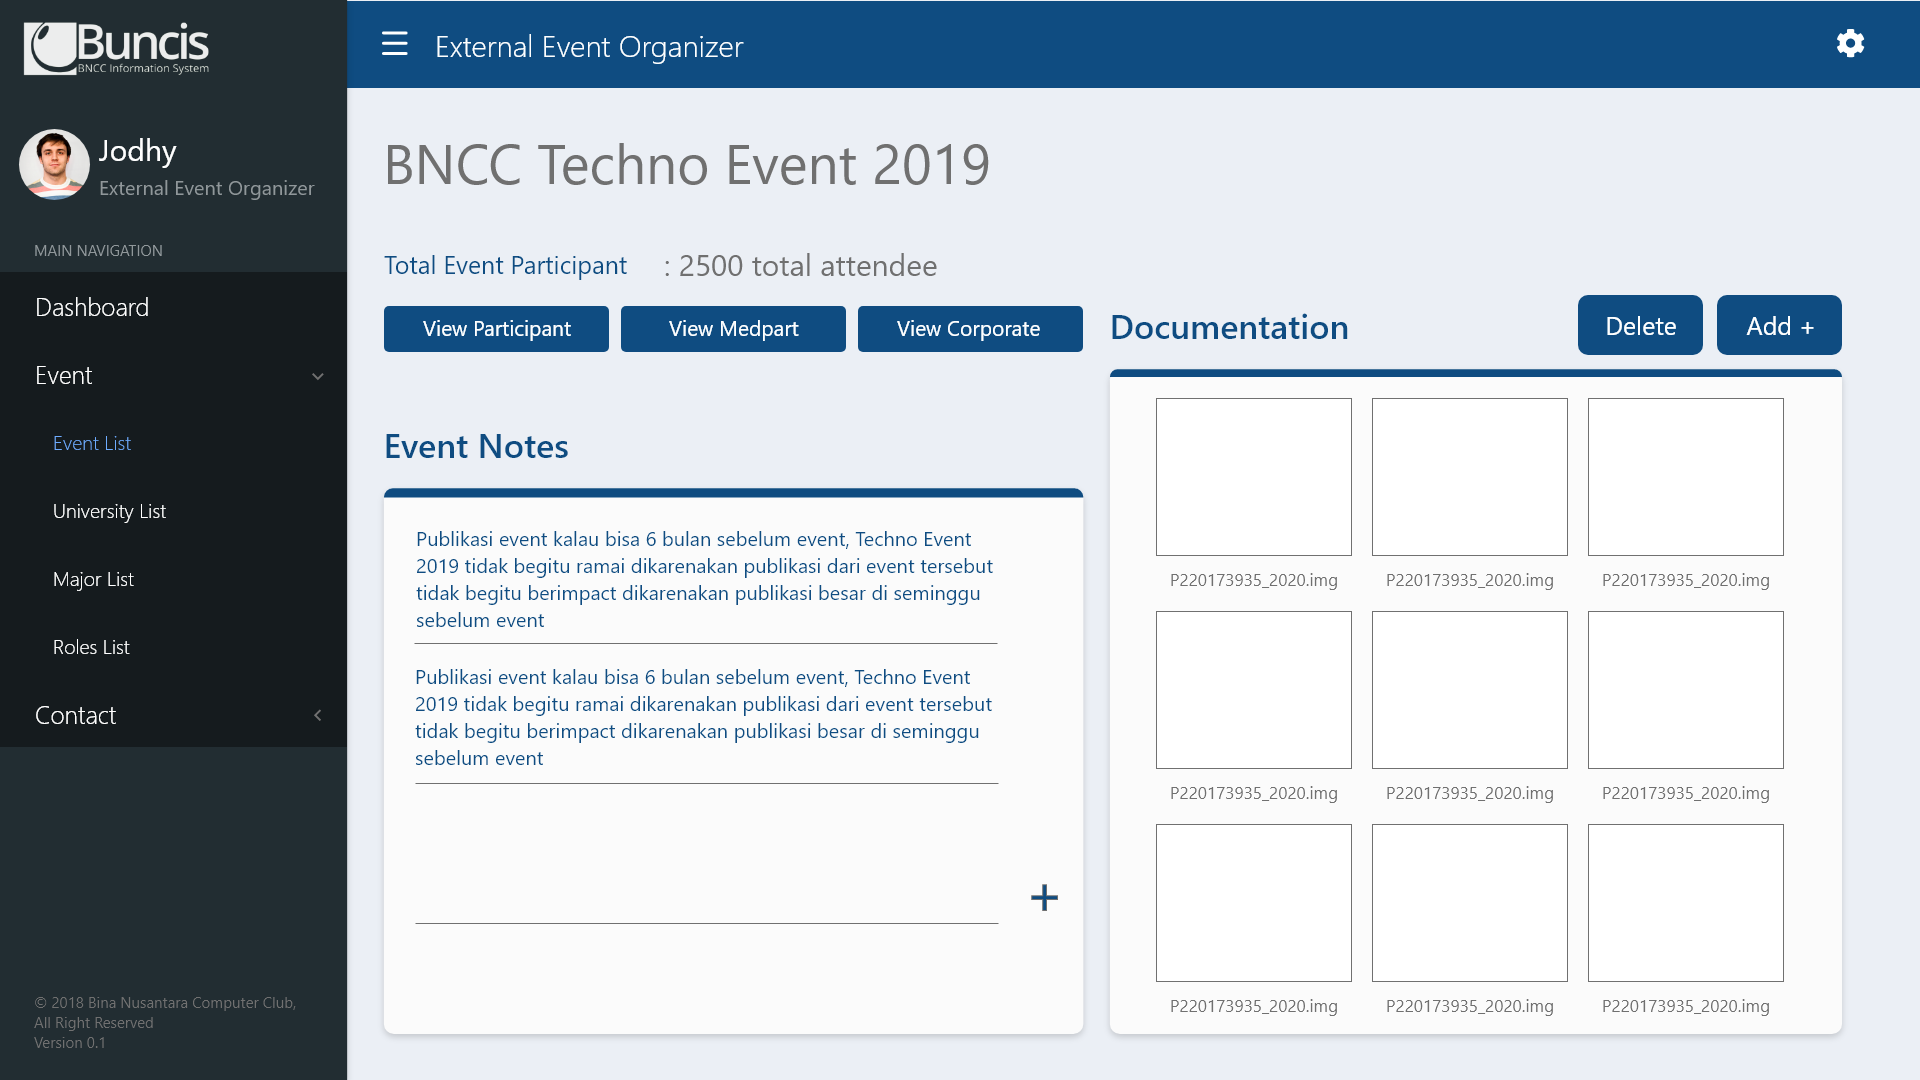 Buncis
BNCC Information System
Jodhy
External Event Organizer
MAIN NAVIGATION
Dashboard
Event
Event List
University List
Major List
Roles List
Contact
© 2018 Bina Nusantara Computer Club,
All Right Reserved
Version 0.1
External Event Organizer
BNCC Techno Event 2019
Total Event Participant : 2500 total attendee
View Participant View Medpart View Corporate
Event Notes
Publikasi event kalau bisa 6 bulan sebelum event, Techno Event
2019 tidak begitu ramai dikarenakan publikasi dari event tersebut
tidak begitu berimpact dikarenakan publikasi besar di seminggu
sebelum event
Publikasi event kalau bisa 6 bulan sebelum event, Techno Event
2019 tidak begitu ramai dikarenakan publikasi dari event tersebut
tidak begitu berimpact dikarenakan publikasi besar di seminggu
sebelum event
+
Documentation
Delete Add +
P220173935_2020.img P220173935_2020.img P220173935_2020.img
P220173935_2020.img P220173935_2020.img P220173935_2020.img
P220173935_2020.img P220173935_2020.img P220173935_2020.img